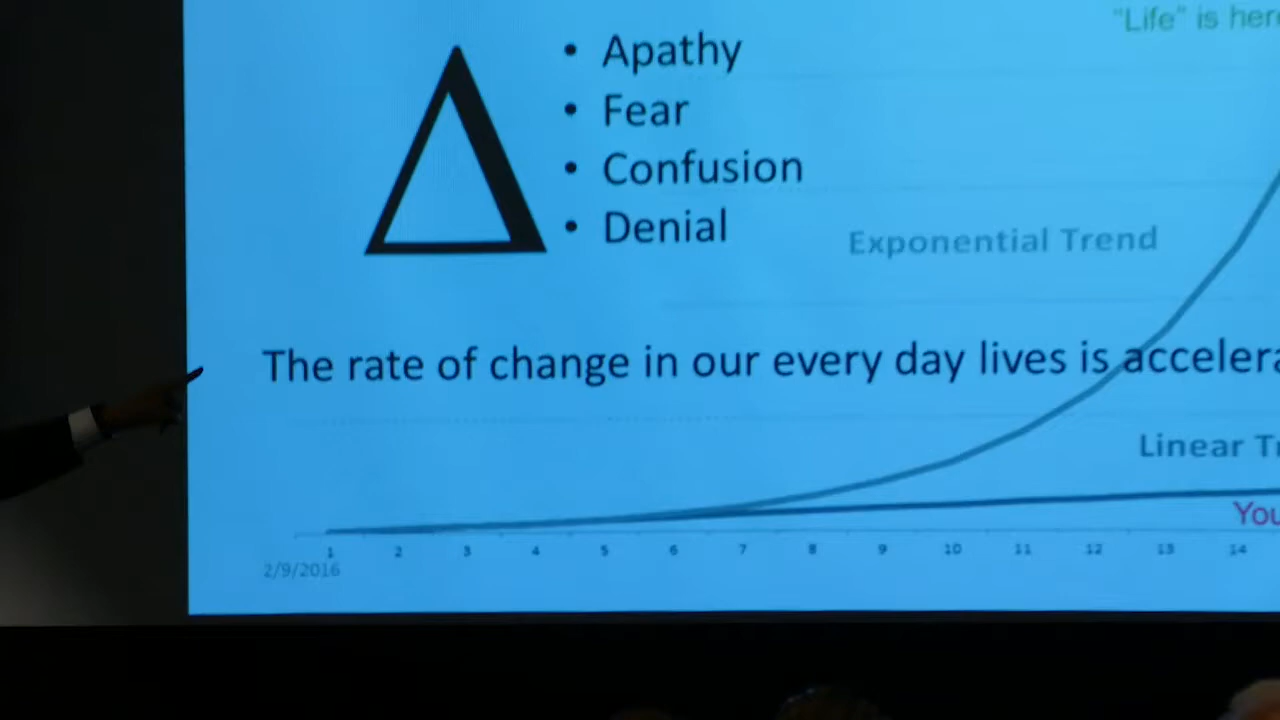 "Life" is her
Δ
• Apathy
• Fear
• Confusion
• Denial
Exponential Trend
The rate of change in our every day lives is accelera
Linear Tr
You
1 2 3 4 5 6 7 8 9 10 11 12 13 14
2/9/2016